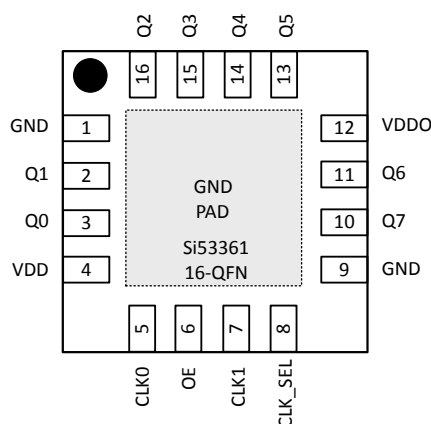 Q2 Q3 Q4 Q5
16 15 14 13
GND 1
Q1 2
Q0 3
VDD 4
12 VDDO
11 Q6
10 Q7
9 GND
GND
PAD
Si53361
16-QFN
5 6 7 8
CLK0 OE CLK1 CLK_SEL